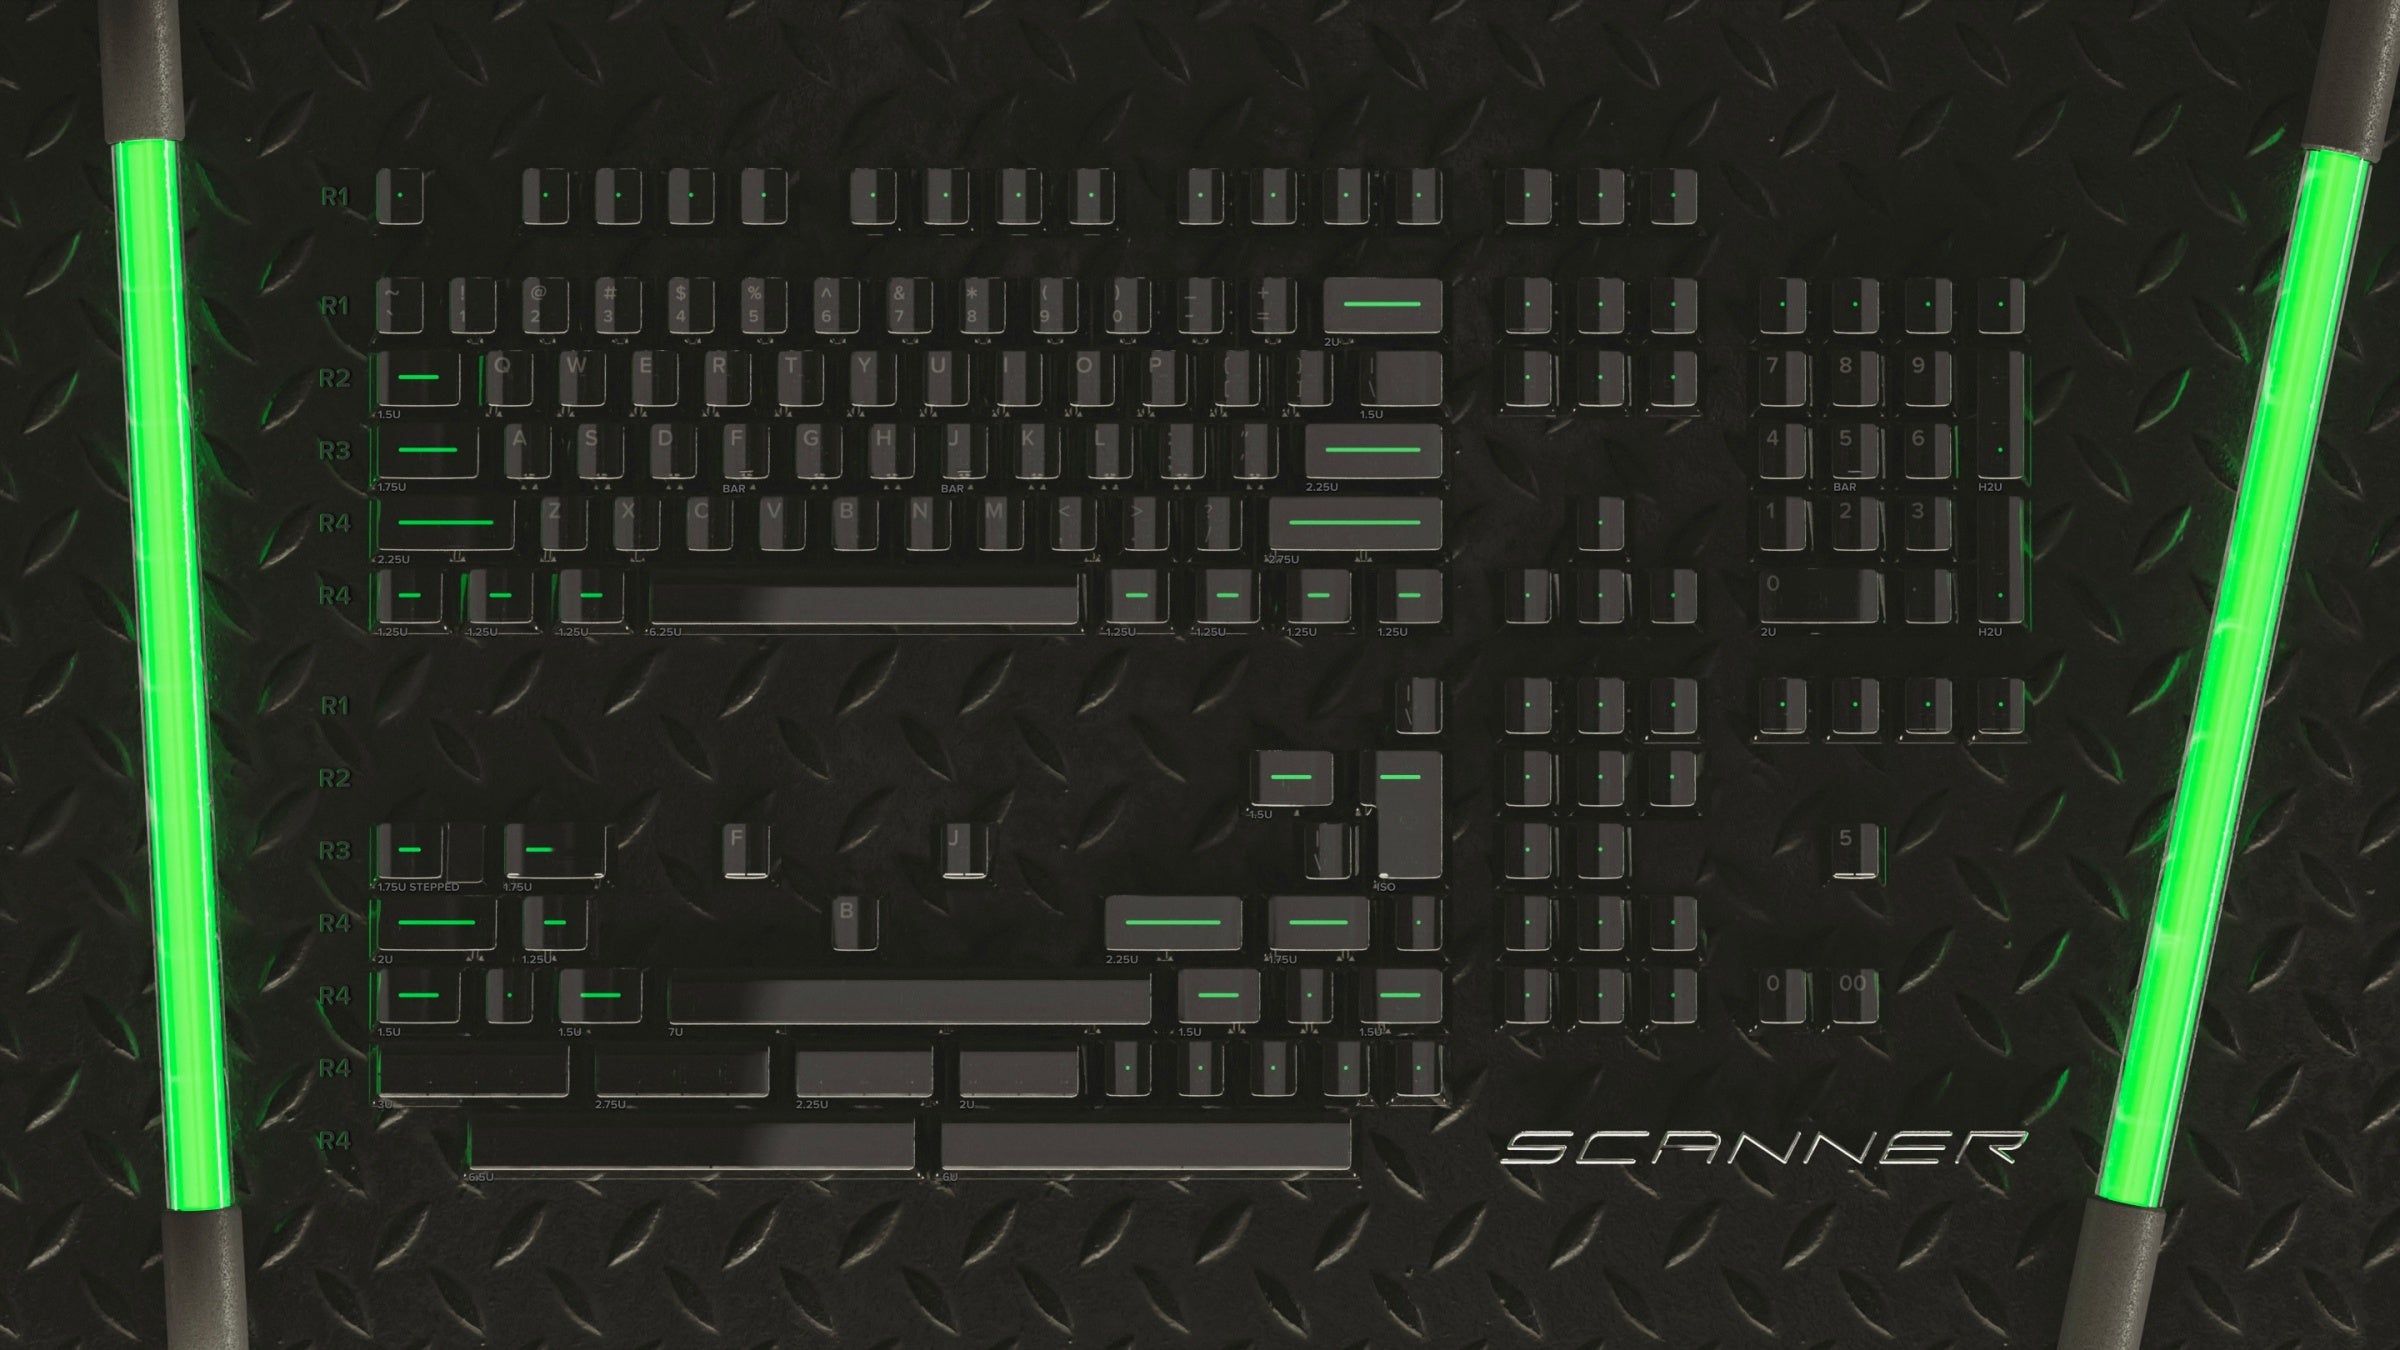 R1
R1 ~ ` ! 1 @ 2 # 3 $ 4 % 5 ^ 6 & 7 * 8 ( 9 ) 0 _ - + =
2U
R2 Q W E R T Y U I O P { [ } ] | \ 7 8 9
1.5U 1.5U
R3 A S D F G H J K L : ; " ' 4 5 6
1.75U BAR BAR 2.25U BAR H2U
R4 Z X C V B N M < , > . ? / 1 2 3
2.25U 2.75U
R4 0 .
1.25U 1.25U 1.25U 6.25U 1.25U 1.25U 1.25U 1.25U 2U H2U
R1 | \
R2
1.5U
R3 F J | \ 5
1.75U STEPPED 1.75U ISO
R4 B
2U 1.25U 2.25U 1.75U
R4 0 00
1.5U 1.5U 7U 1.5U 1.5U
R4
3U 2.75U 2.25U 2U
R4
SCANNER
6.5U 6U